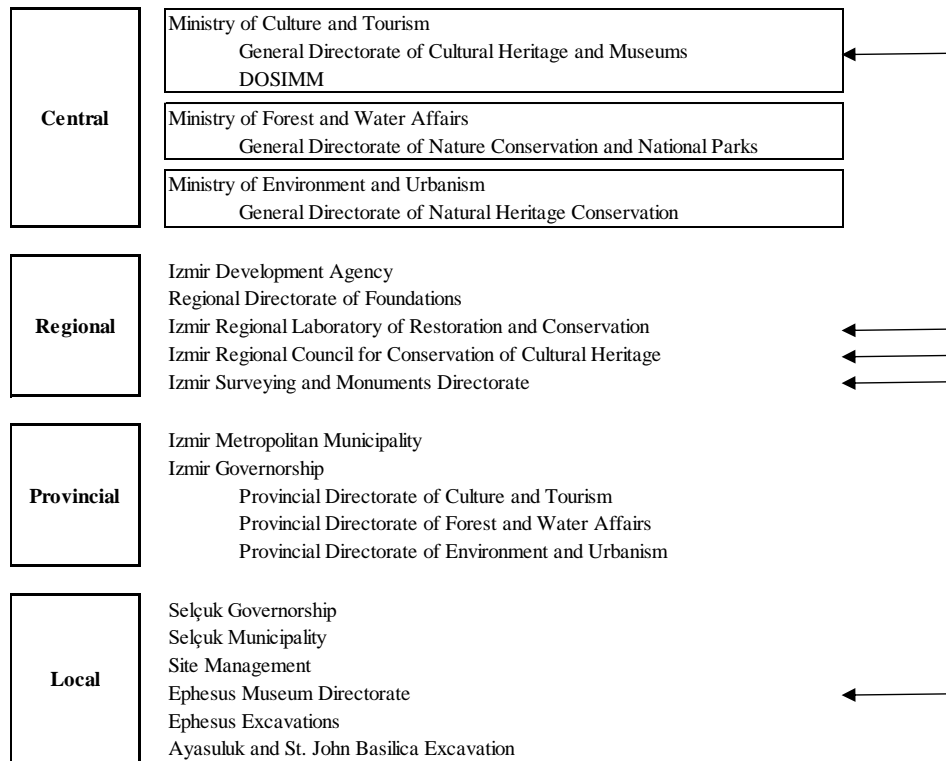 Central
Ministry of Culture and Tourism
General Directorate of Cultural Heritage and Museums
DOSIMM
Ministry of Forest and Water Affairs
General Directorate of Nature Conservation and National Parks
Ministry of Environment and Urbanism
General Directorate of Natural Heritage Conservation
Regional
Izmir Development Agency
Regional Directorate of Foundations
Izmir Regional Laboratory of Restoration and Conservation
Izmir Regional Council for Conservation of Cultural Heritage
Izmir Surveying and Monuments Directorate
Provincial
Izmir Metropolitan Municipality
Izmir Governorship
Provincial Directorate of Culture and Tourism
Provincial Directorate of Forest and Water Affairs
Provincial Directorate of Environment and Urbanism
Local
Selçuk Governorship
Selçuk Municipality
Site Management
Ephesus Museum Directorate
Ephesus Excavations
Ayasuluk and St. John Basilica Excavation